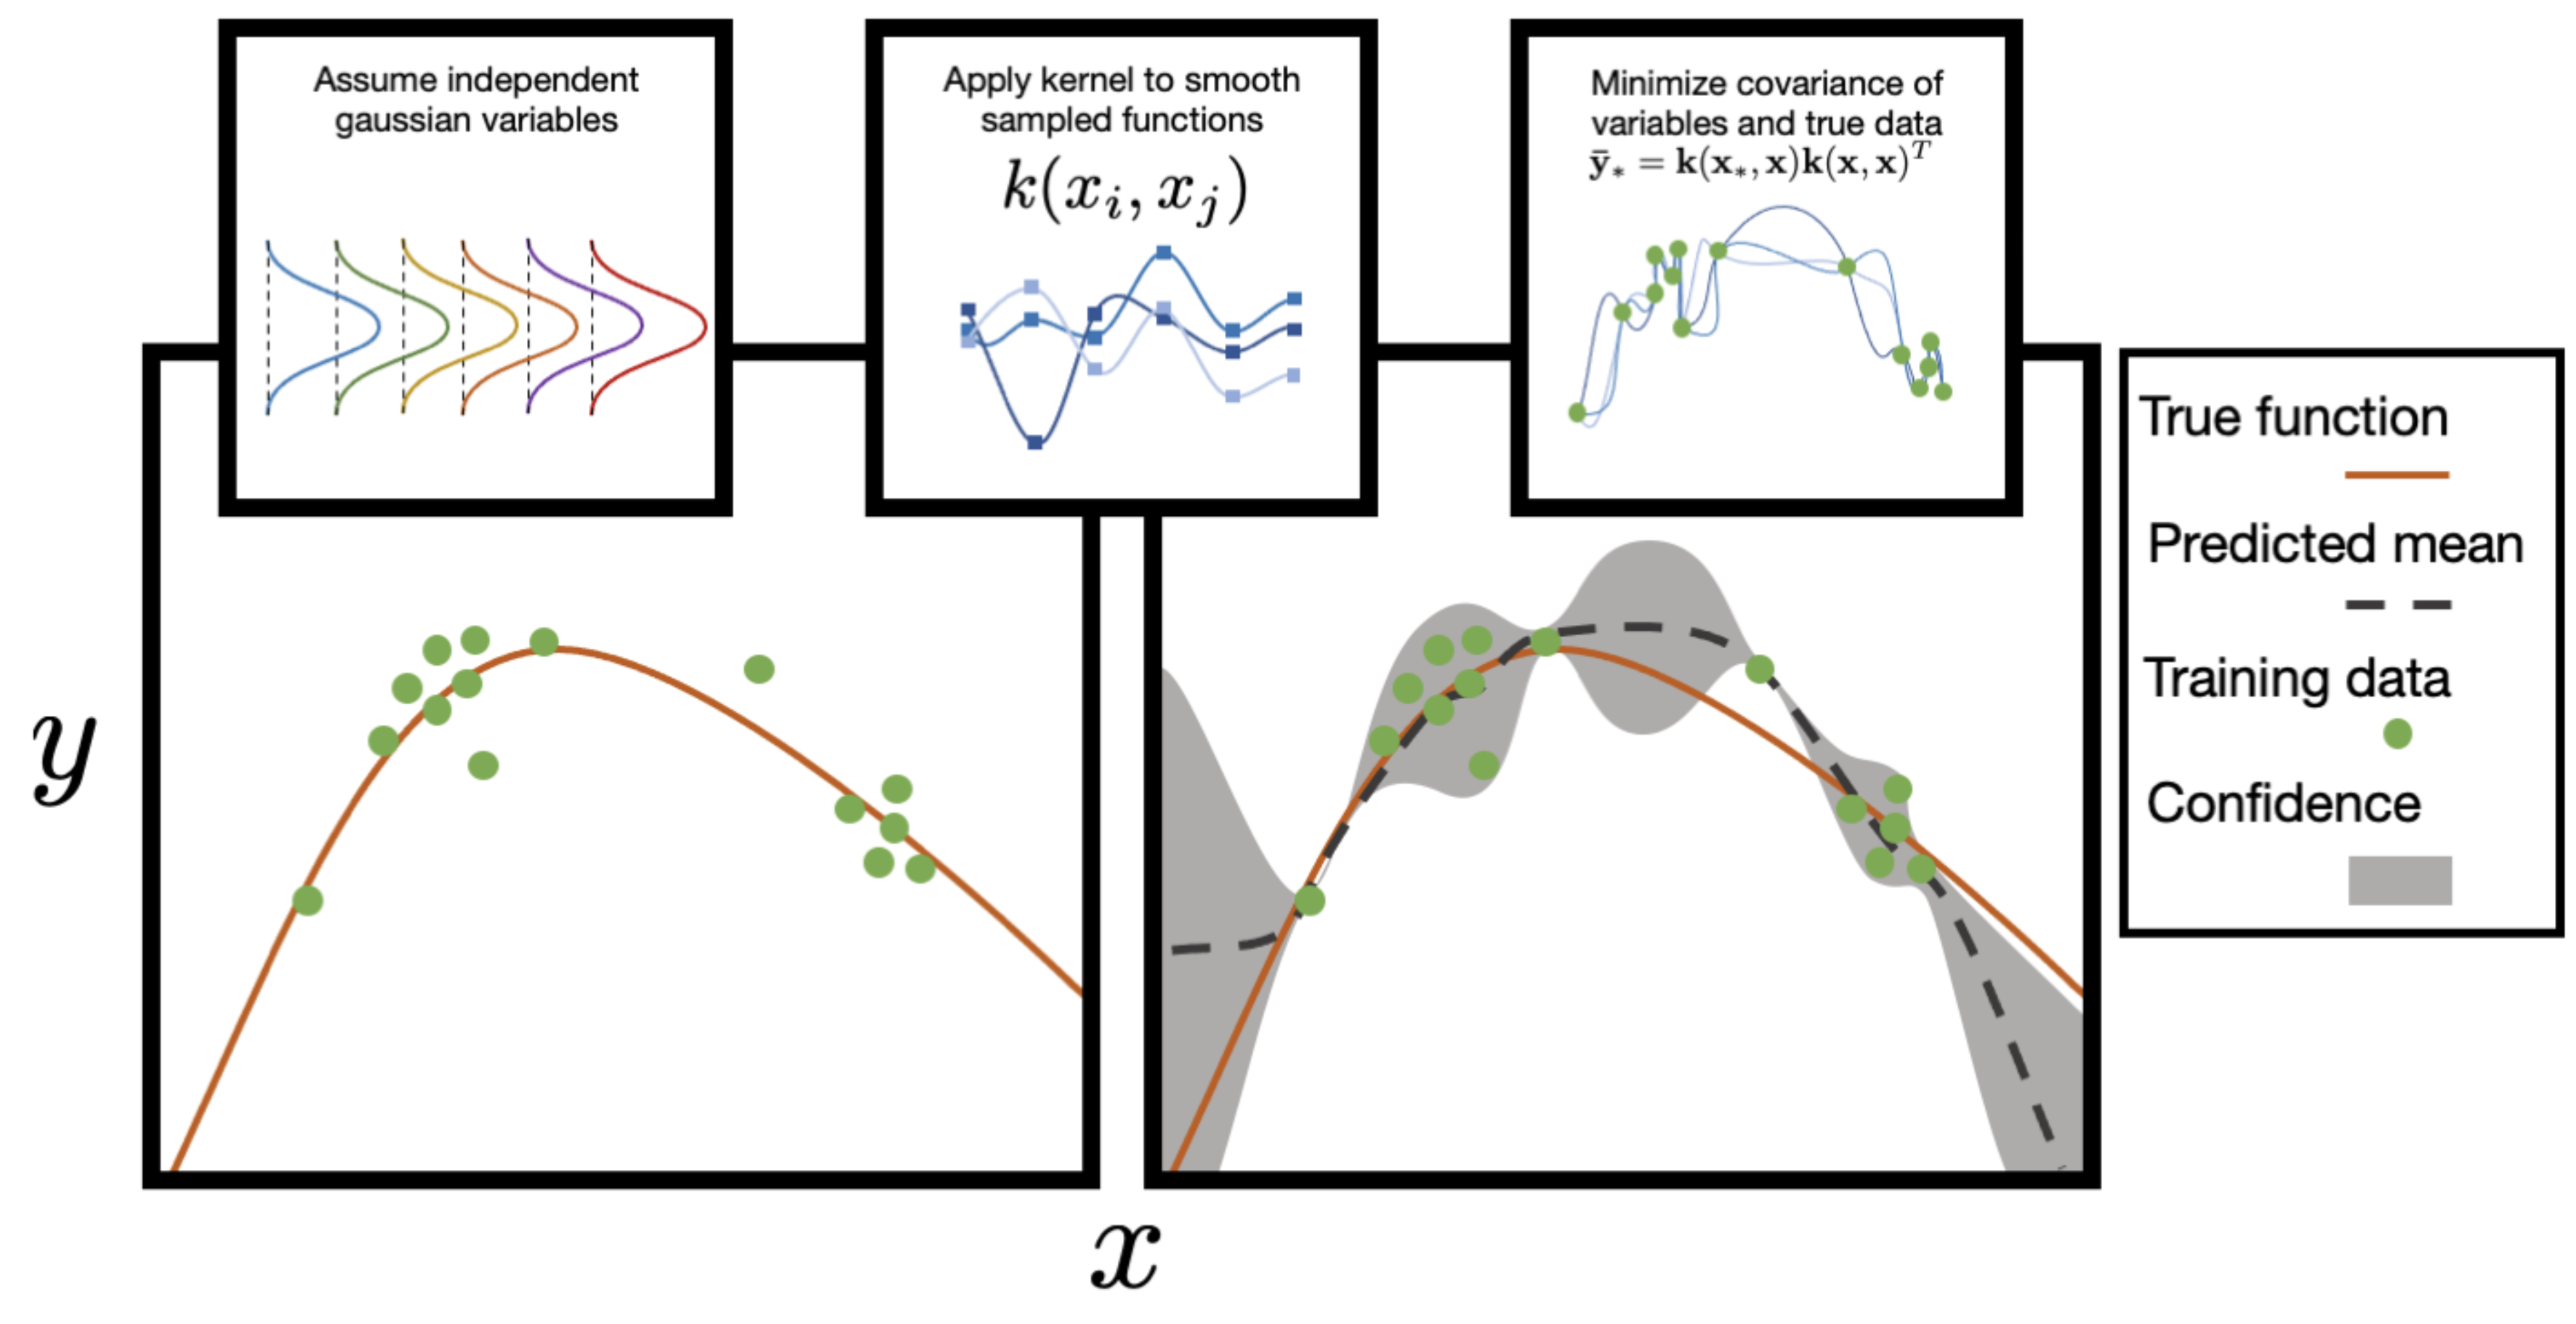 Assume independent
gaussian variables
Apply kernel to smooth
sampled functions
k(x_i, x_j)
Minimize covariance of
variables and true data
ȳ_* = k(x_*, x)k(x, x)^T
True function
Predicted mean
Training data
Confidence
y
x